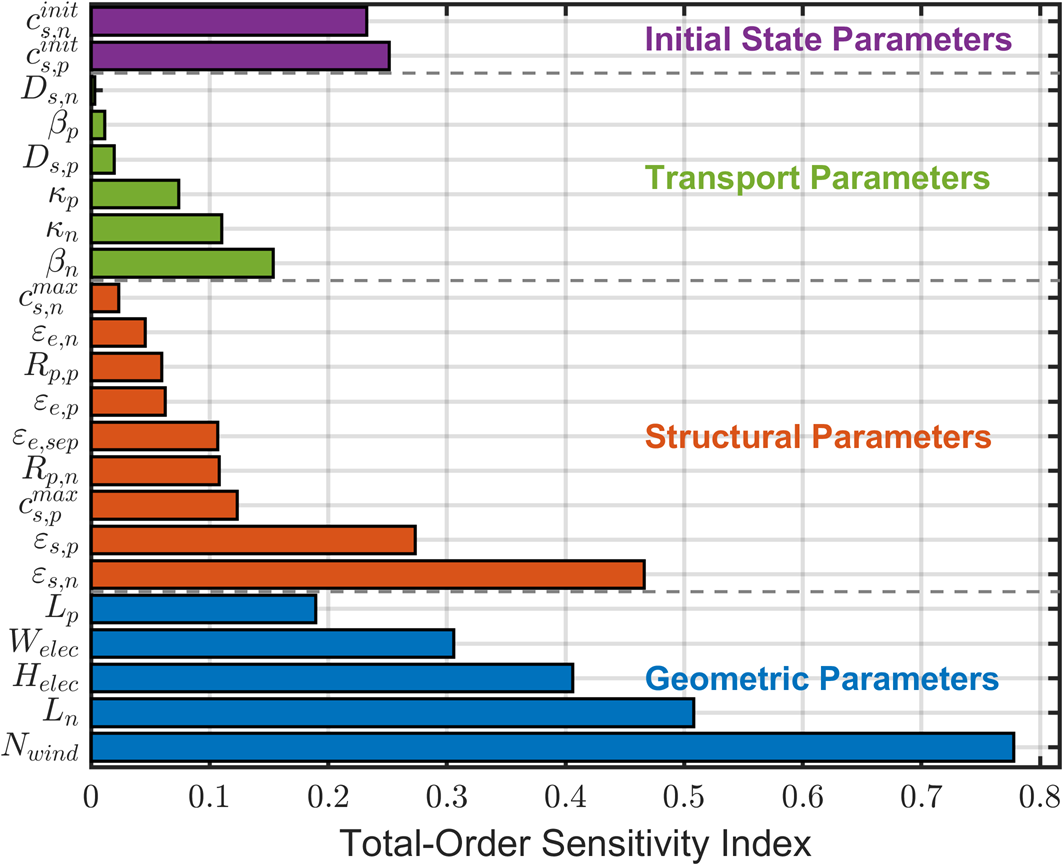 c_{s,n}^{init}
Initial State Parameters
c_{s,p}^{init}
D_{s,n}
β_p
D_{s,p}
Transport Parameters
κ_p
κ_n
β_n
c_{s,n}^{max}
ε_{e,n}
R_{p,p}
ε_{e,p}
ε_{e,sep}
Structural Parameters
R_{p,n}
c_{s,p}^{max}
ε_{s,p}
ε_{s,n}
L_p
W_{elec}
H_{elec}
Geometric Parameters
L_n
N_{wind}
0 0.1 0.2 0.3 0.4 0.5 0.6 0.7 0.8
Total-Order Sensitivity Index